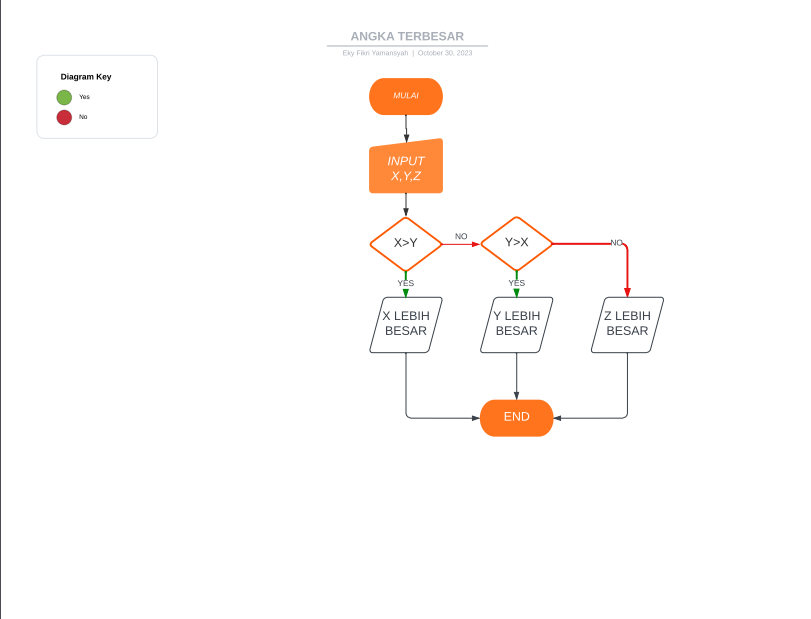 ANGKA TERBESAR
Eky Fikri Yamansyah | October 30, 2023
Diagram Key
Yes
No
MULAI
INPUT
X,Y,Z
X>Y
NO
Y>X
NO
YES
YES
X LEBIH
BESAR
Y LEBIH
BESAR
Z LEBIH
BESAR
END